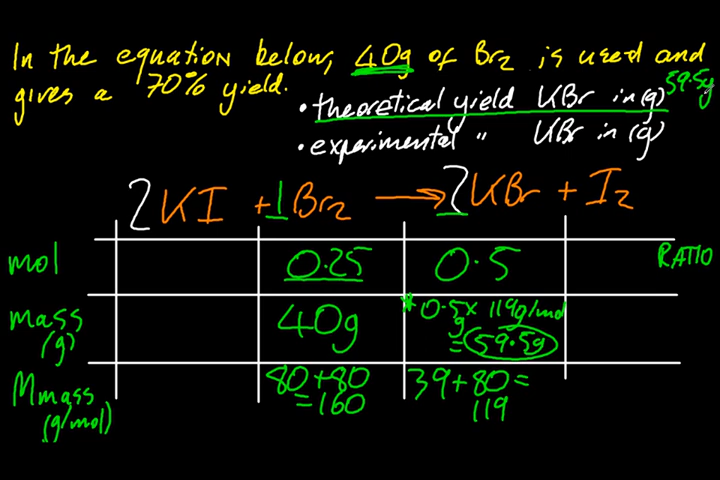 In the equation below, 40g of Br2 is used and
gives a 70% yield.
• theoretical yield KBr in (g) 59.5g
• experimental " KBr in (g)
2KI + 1Br2 → 2KBr + I2
mol 0.25 0.5 RATIO
mass (g) 40g * 0.5 x 119g/mol
g = 59.5g
Mmass 80+80 39+80 =
(g/mol) =160 119